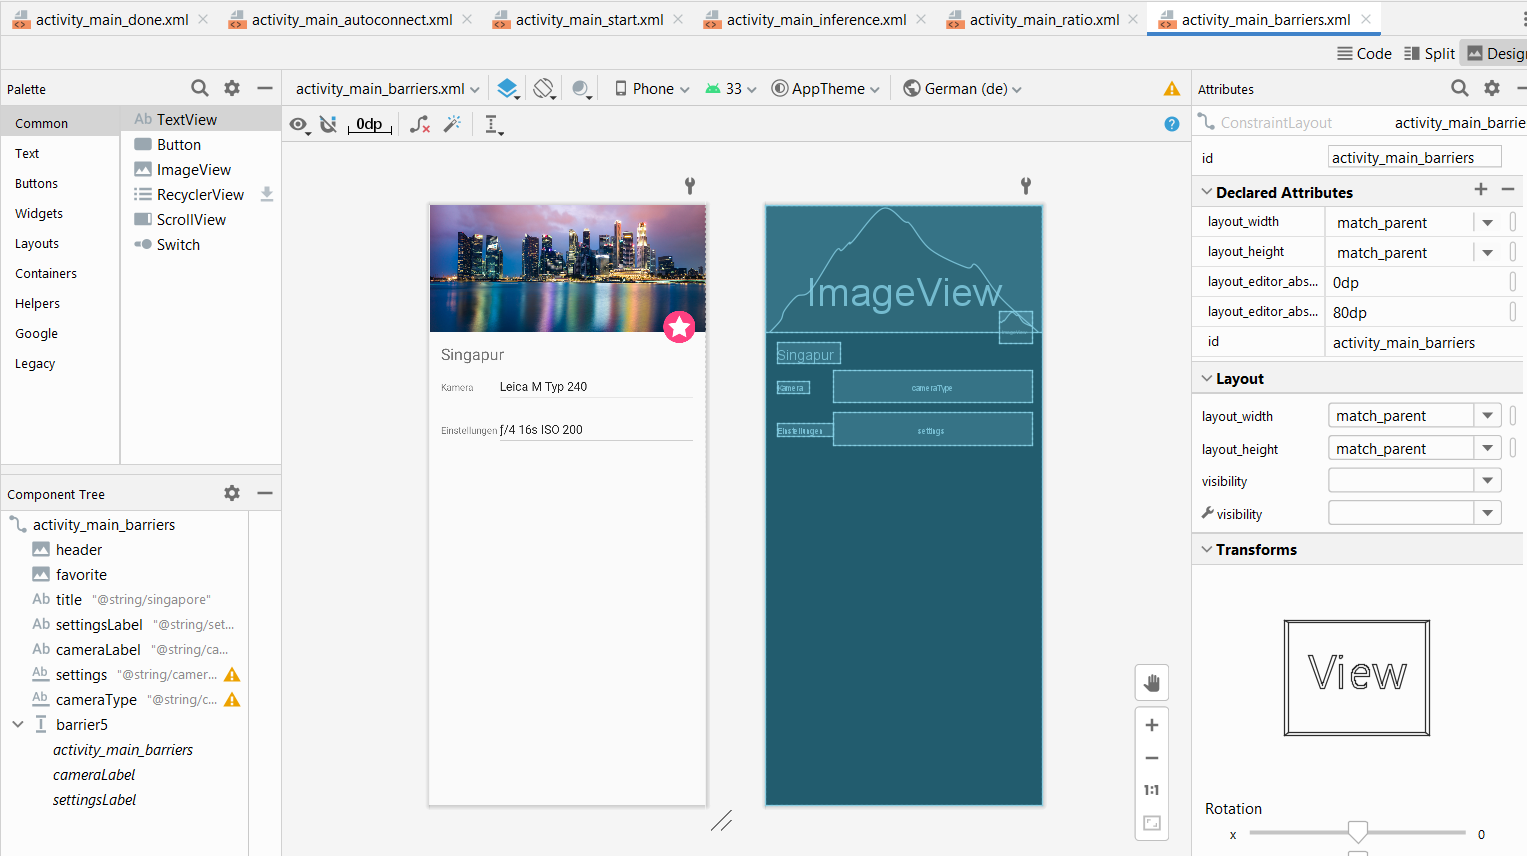 activity_main_done.xml activity_main_autoconnect.xml activity_main_start.xml activity_main_inference.xml activity_main_ratio.xml activity_main_barriers.xml
Code Split Design
Palette
Common
Text
Buttons
Widgets
Layouts
Containers
Helpers
Google
Legacy
Ab TextView
Button
ImageView
RecyclerView
ScrollView
Switch
activity_main_barriers.xml Phone 33 AppTheme German (de)
0dp
Singapur
Kamera Leica M Typ 240
Einstellungen ƒ/4 16s ISO 200
ImageView
Singapur
Kamera cameraType
Einstellungen settings
1:1
Component Tree
activity_main_barriers
header
favorite
Ab title "@string/singapore"
Ab settingsLabel "@string/set...
Ab cameraLabel "@string/ca...
Ab settings "@string/camer...
Ab cameraType "@string/c...
barrier5
activity_main_barriers
cameraLabel
settingsLabel
Attributes
ConstraintLayout activity_main_barrie
id activity_main_barriers
Declared Attributes
layout_width match_parent
layout_height match_parent
layout_editor_abs... 0dp
layout_editor_abs... 80dp
id activity_main_barriers
Layout
layout_width match_parent
layout_height match_parent
visibility
visibility
Transforms
View
Rotation
x 0